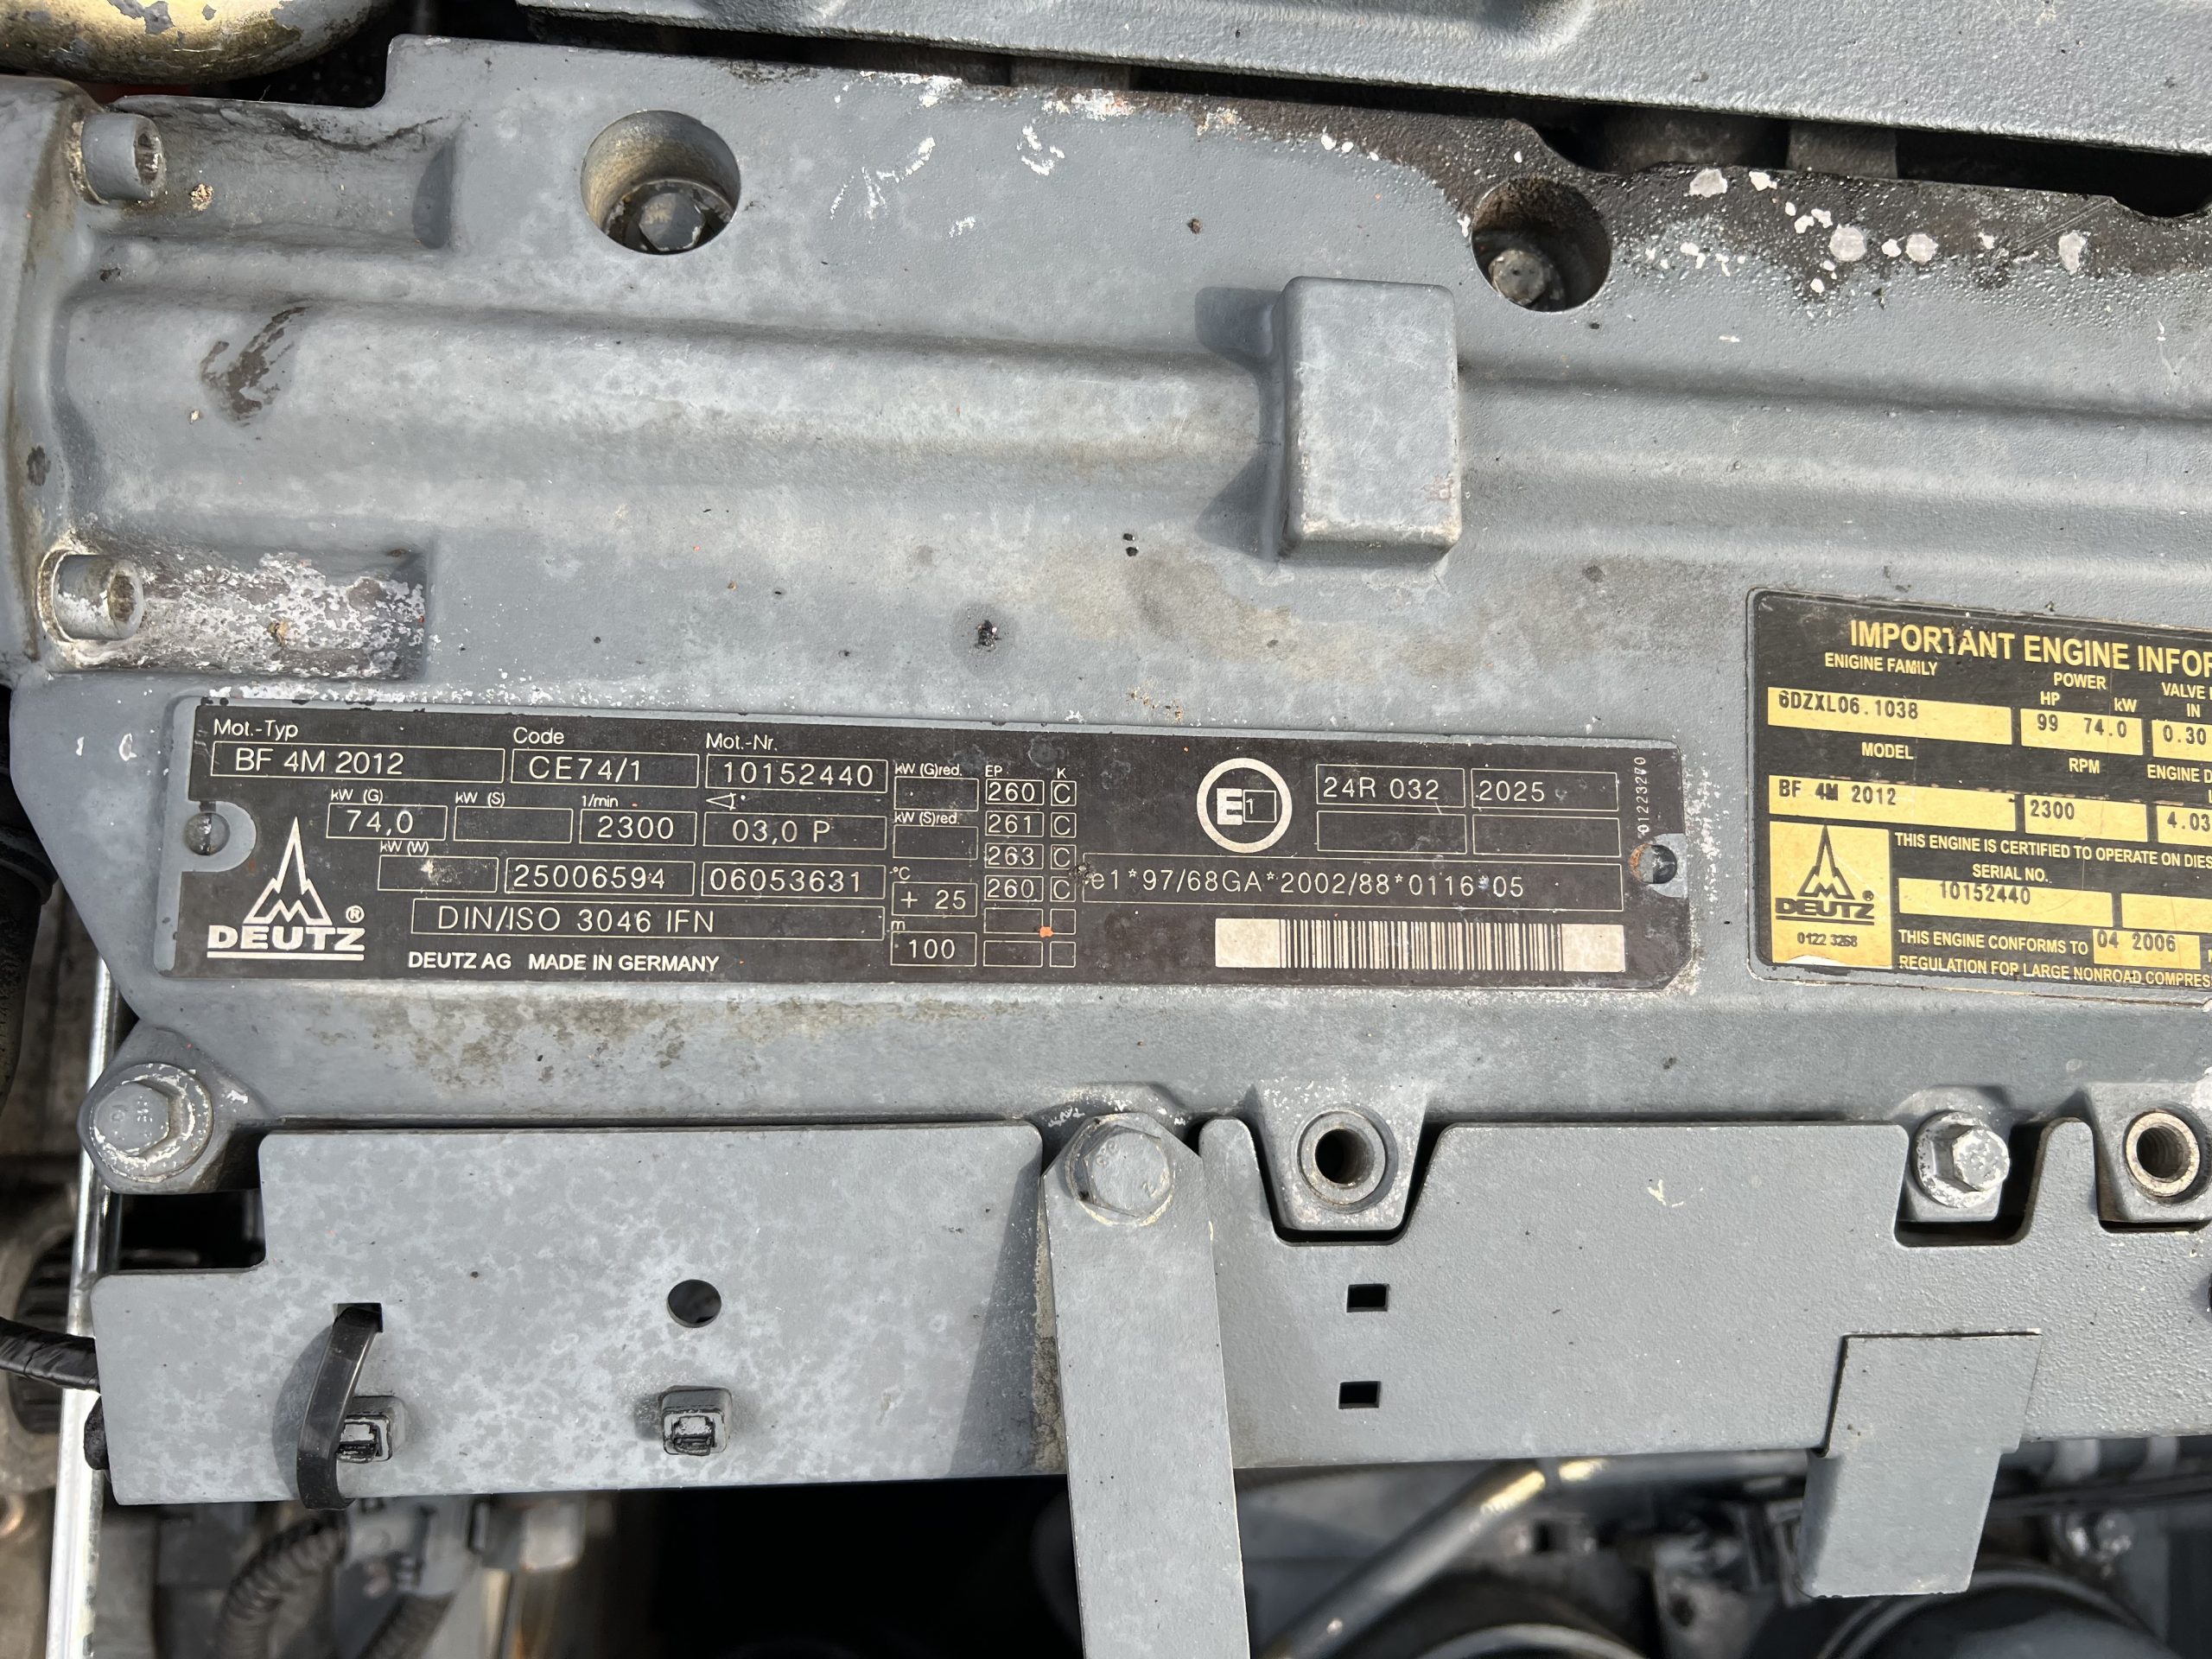 Mot.-Typ Code Mot.-Nr.
BF 4M 2012 CE74/1 10152440 kW (G)red. EP K
260 C
kW (G) kW (S) 1/min
74,0 2300 03,0 P kW (S)red. 261 C
kW (W) 263 C
25006594 06053631 °C 260 C
+ 25
DIN/ISO 3046 IFN m
100
DEUTZ ®
DEUTZ AG MADE IN GERMANY
E1 24R 032 2025
01223270
e1*97/68GA*2002/88*0116*05
IMPORTANT ENGINE
ENIGINE FAMILY POWER
HP kW IN
6DZXL06.1038 99 74.0 0.30
MODEL RPM ENGINE
BF 4M 2012 2300 4.03
THIS ENGINE IS CERTIFIED TO OPERATE ON
SERIAL NO.
10152440
DEUTZ
0122 3268
THIS ENGINE CONFORMS TO 04 2006
REGULATION FOR LARGE NONROAD